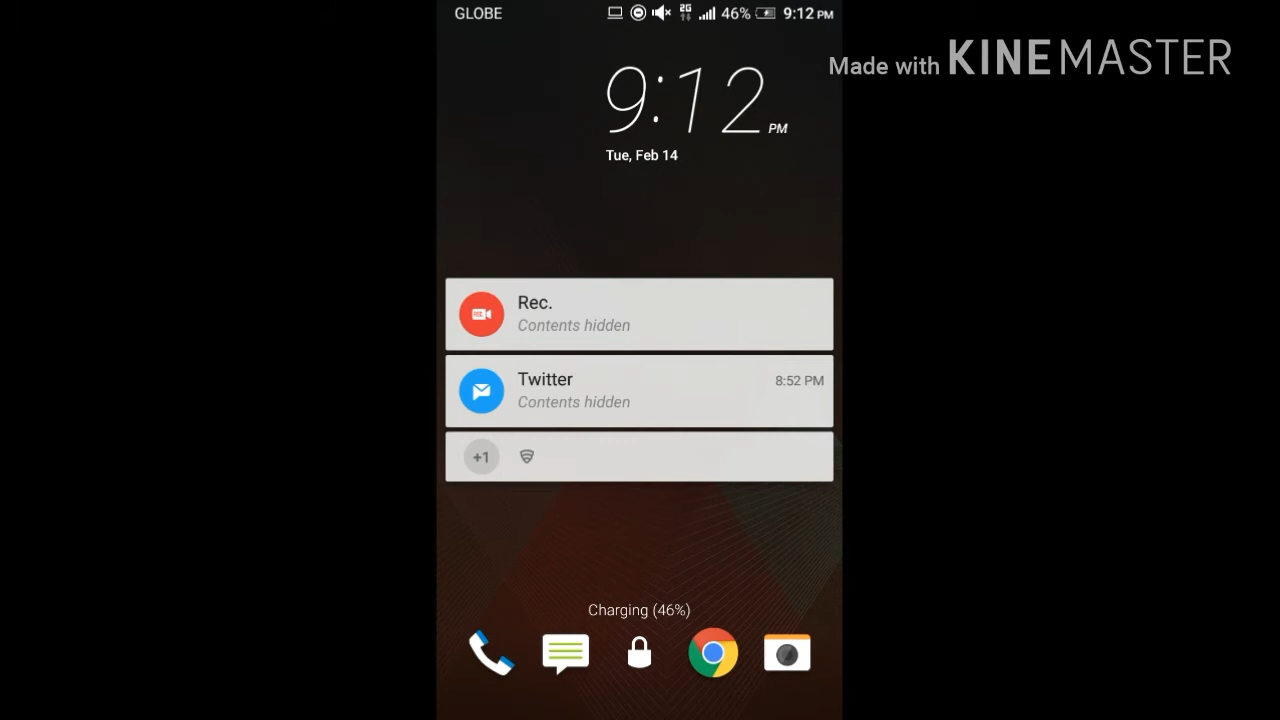 GLOBE 2G 46% 9:12 PM
Made with KINEMASTER
9:12 PM
Tue, Feb 14
Rec.
Contents hidden
Twitter 8:52 PM
Contents hidden
+1
Charging (46%)